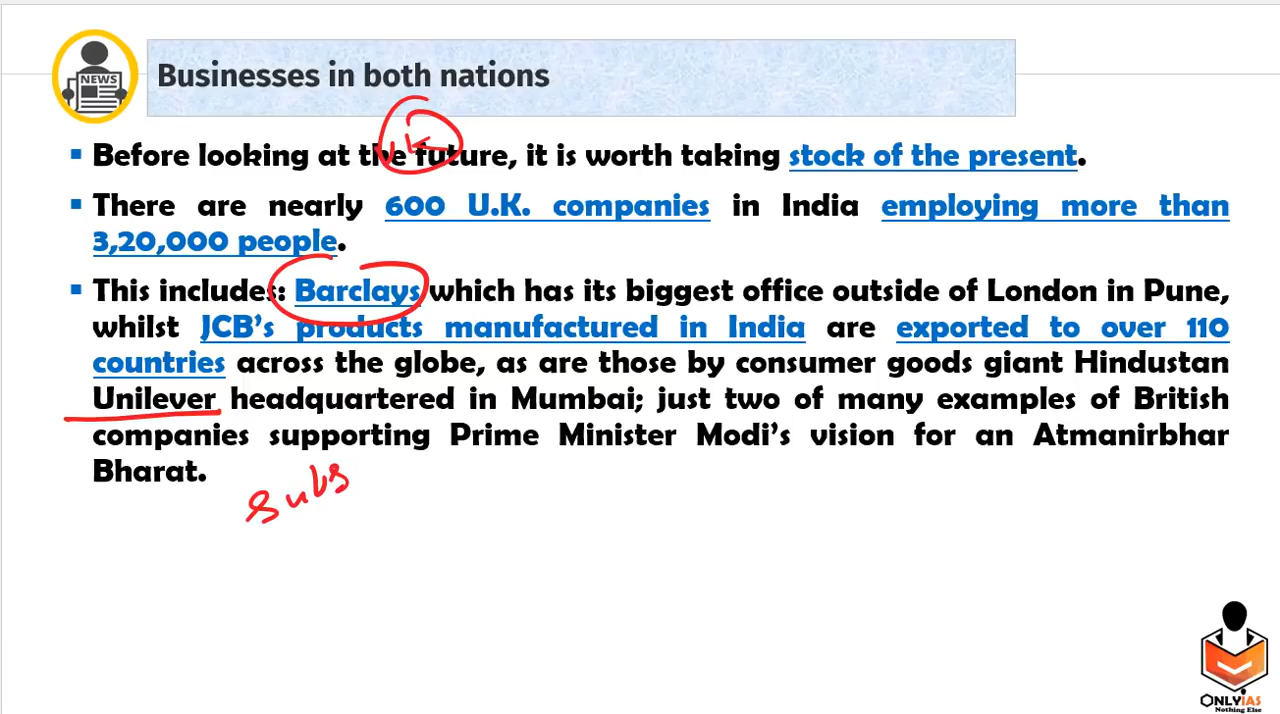 NEWS
Businesses in both nations
UK
Before looking at the future, it is worth taking stock of the present.
There are nearly 600 U.K. companies in India employing more than
3,20,000 people.
This includes: Barclays which has its biggest office outside of London in Pune,
whilst JCB's products manufactured in India are exported to over 110
countries across the globe, as are those by consumer goods giant Hindustan
Unilever headquartered in Mumbai; just two of many examples of British
companies supporting Prime Minister Modi's vision for an Atmanirbhar
Bharat.
subs
ONLYIAS
Nothing Else